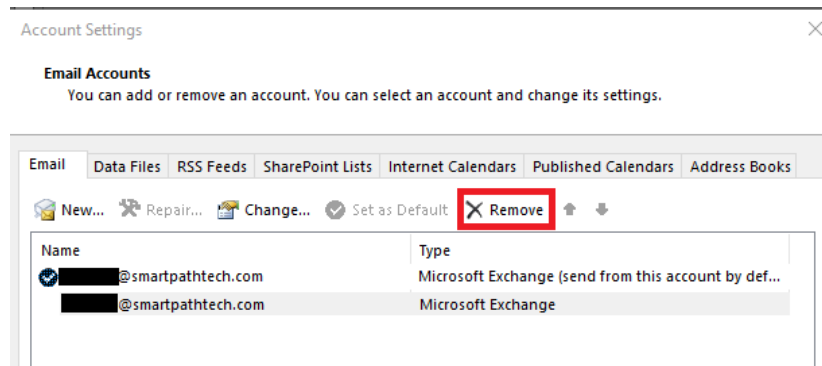 Account Settings
Email Accounts
You can add or remove an account. You can select an account and change its settings.
Email Data Files RSS Feeds SharePoint Lists Internet Calendars Published Calendars Address Books
New... Repair... Change... Set as Default Remove
Name Type
@smartpathtech.com Microsoft Exchange (send from this account by def...
@smartpathtech.com Microsoft Exchange